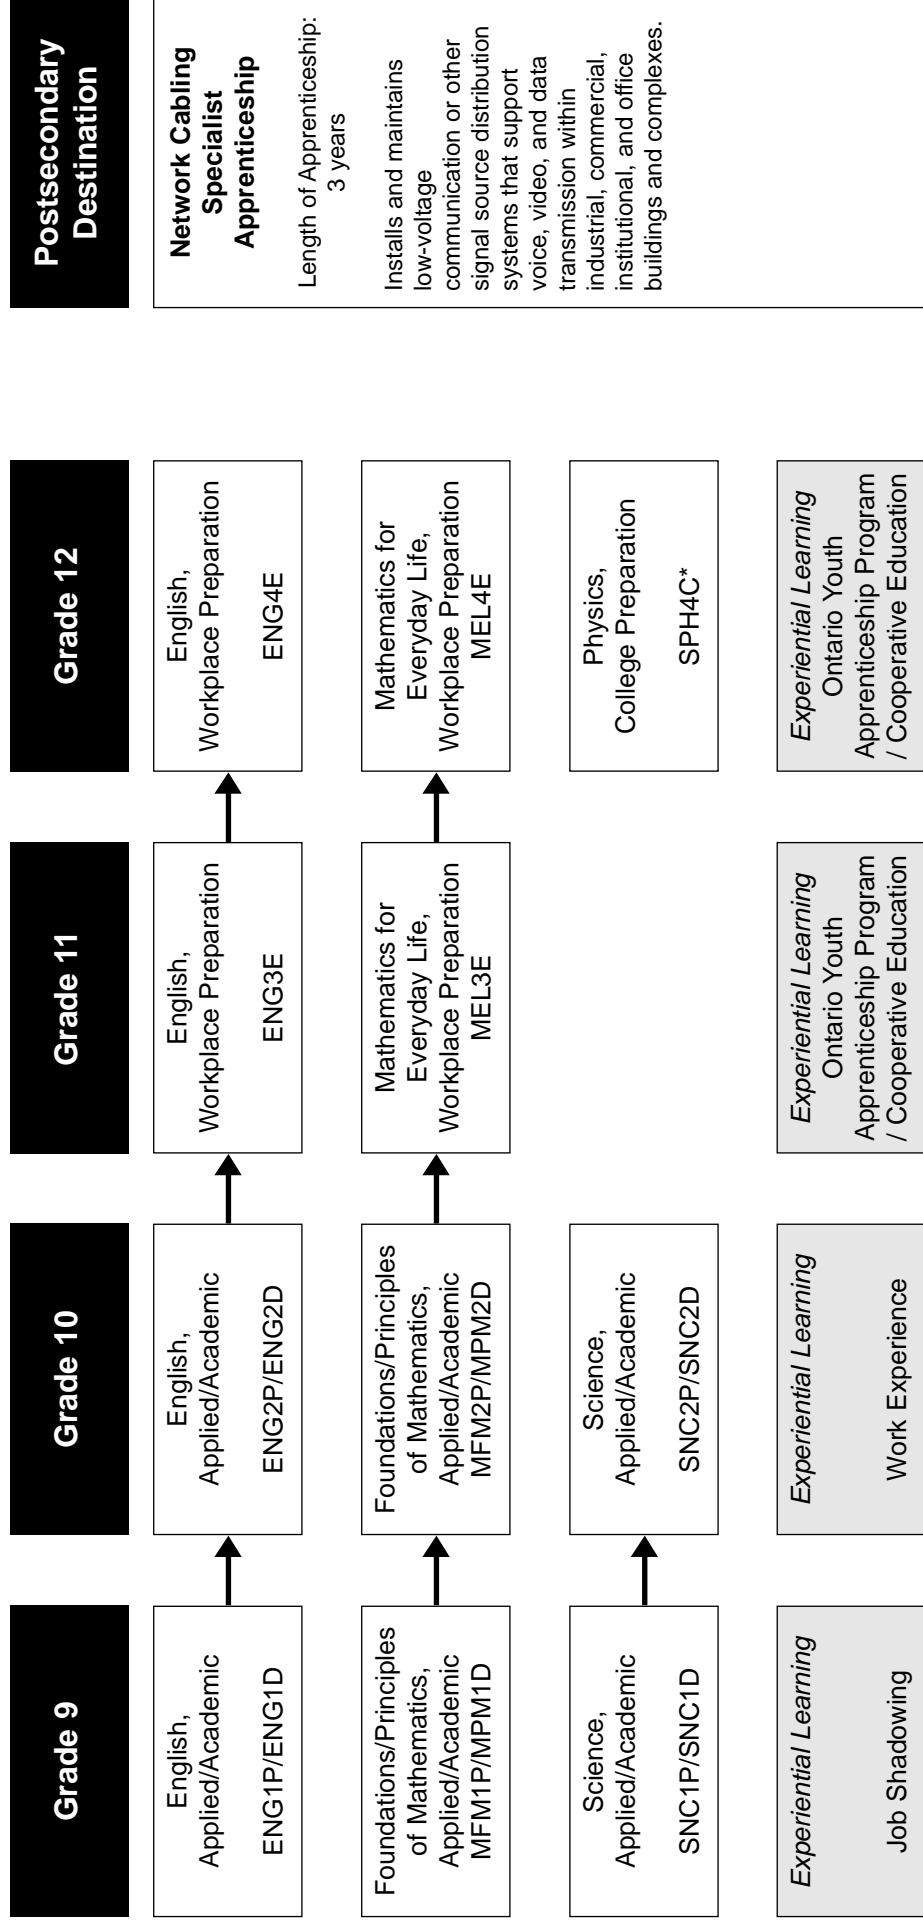 Grade 9
Grade 10
Grade 11
Grade 12
Postsecondary
Destination
English,
Applied/Academic
ENG1P/ENG1D
English,
Applied/Academic
ENG2P/ENG2D
English,
Workplace Preparation
ENG3E
English,
Workplace Preparation
ENG4E
Network Cabling
Specialist
Apprenticeship
Length of Apprenticeship:
3 years
Installs and maintains
low-voltage
communication or other
signal source distribution
systems that support
voice, video, and data
transmission within
industrial, commercial,
institutional, and office
buildings and complexes.
Foundations/Principles
of Mathematics,
Applied/Academic
MFM1P/MPM1D
Foundations/Principles
of Mathematics,
Applied/Academic
MFM2P/MPM2D
Mathematics for
Everyday Life,
Workplace Preparation
MEL3E
Mathematics for
Everyday Life,
Workplace Preparation
MEL4E
Science,
Applied/Academic
SNC1P/SNC1D
Science,
Applied/Academic
SNC2P/SNC2D
Physics,
College Preparation
SPH4C*
Experiential Learning
Job Shadowing
Experiential Learning
Work Experience
Experiential Learning
Ontario Youth
Apprenticeship Program
/ Cooperative Education
Experiential Learning
Ontario Youth
Apprenticeship Program
/ Cooperative Education